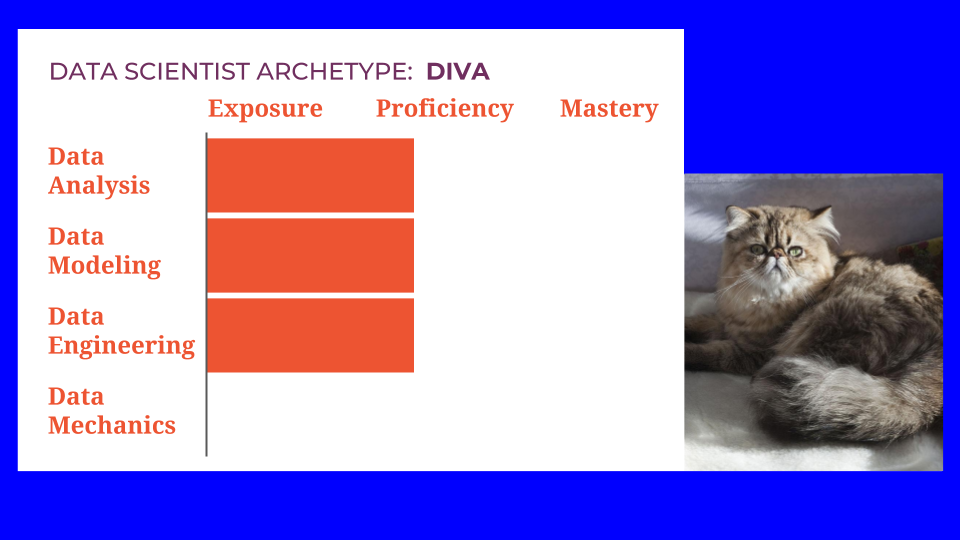 DATA SCIENTIST ARCHETYPE: DIVA
Exposure Proficiency Mastery
Data
Analysis
Data
Modeling
Data
Engineering
Data
Mechanics